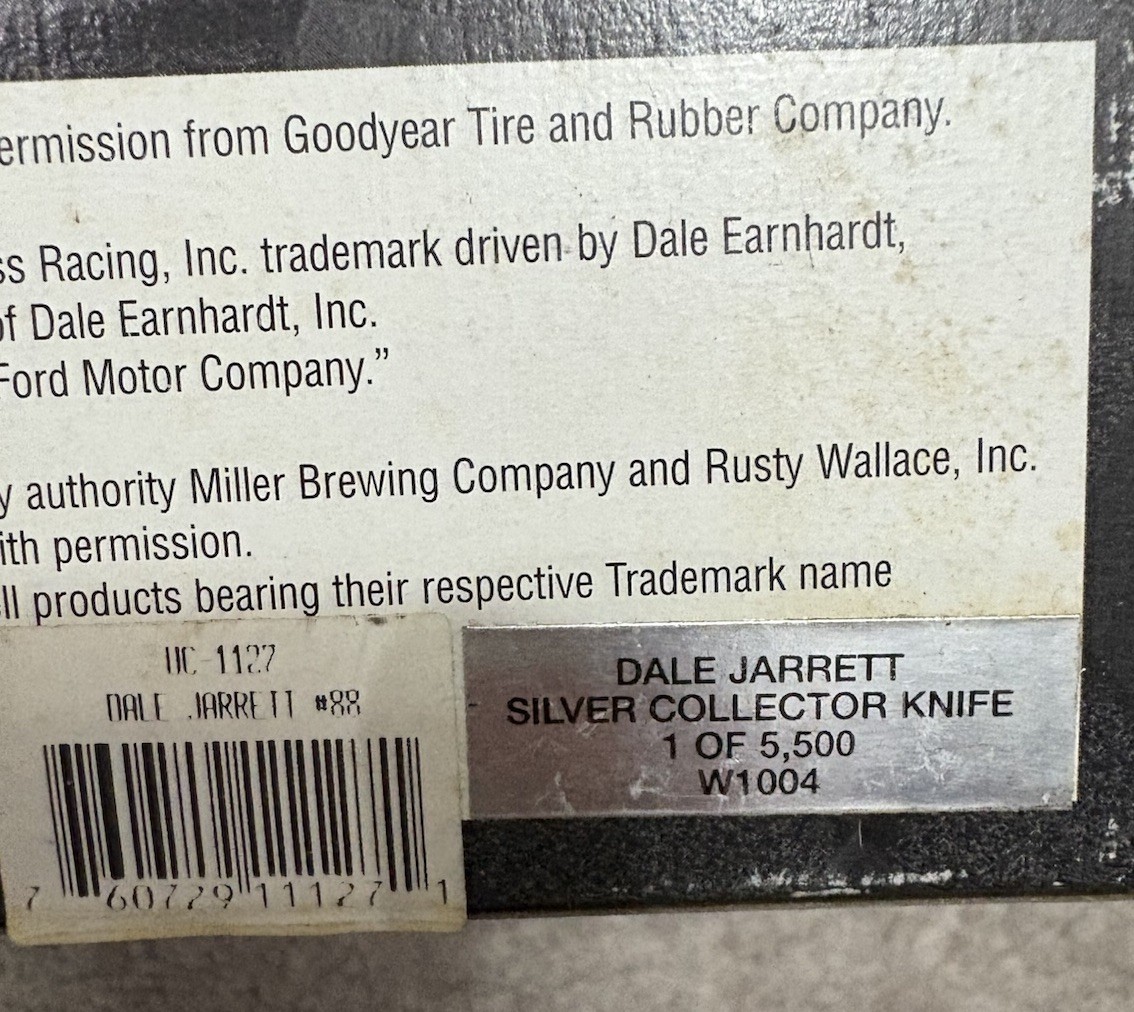 ermission from Goodyear Tire and Rubber Company.
ss Racing, Inc. trademark driven by Dale Earnhardt,
of Dale Earnhardt, Inc.
Ford Motor Company.”
y authority Miller Brewing Company and Rusty Wallace, Inc.
ith permission.
ll products bearing their respective Trademark name
UC-1127
DALE JARRETT #88
7 60729 11127 1
DALE JARRETT
SILVER COLLECTOR KNIFE
1 OF 5,500
W1004